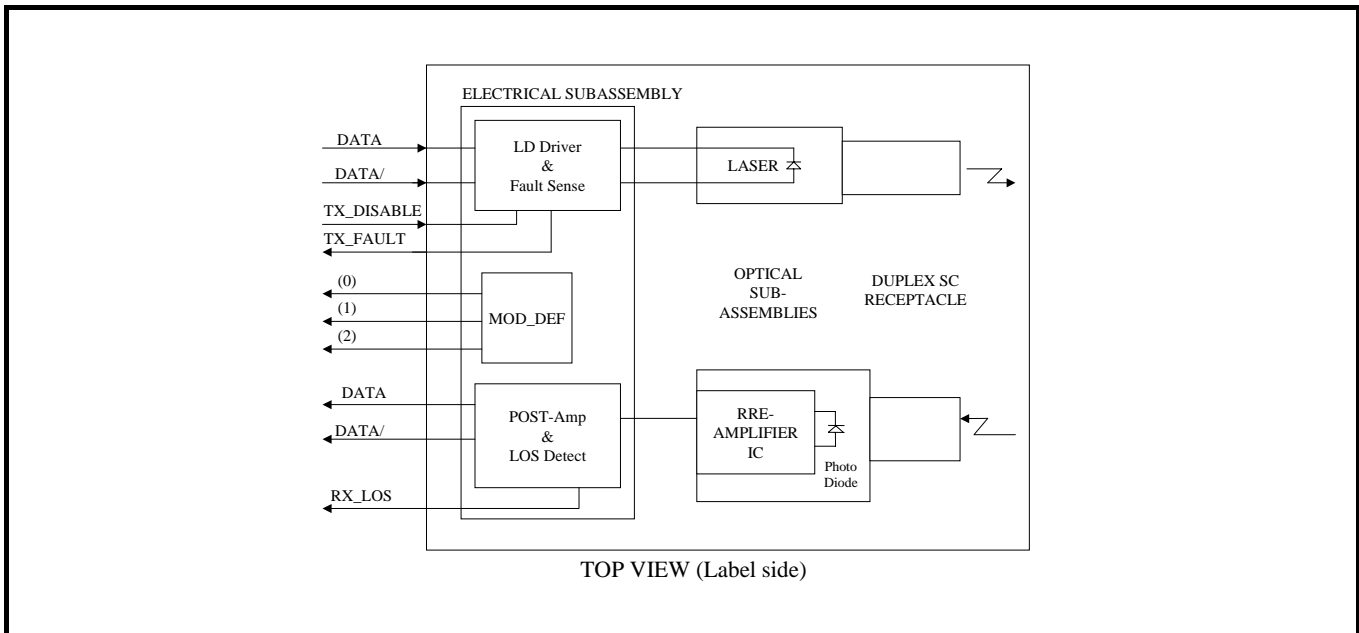 ELECTRICAL SUBASSEMBLY
DATA
DATA/
TX_DISABLE
TX_FAULT
LD Driver
&
Fault Sense
LASER
(0)
(1)
(2)
MOD_DEF
OPTICAL
SUB-
ASSEMBLIES
DUPLEX SC
RECEPTACLE
DATA
DATA/
RX_LOS
POST-Amp
&
LOS Detect
RRE-
AMPLIFIER
IC
Photo
Diode
TOP VIEW (Label side)